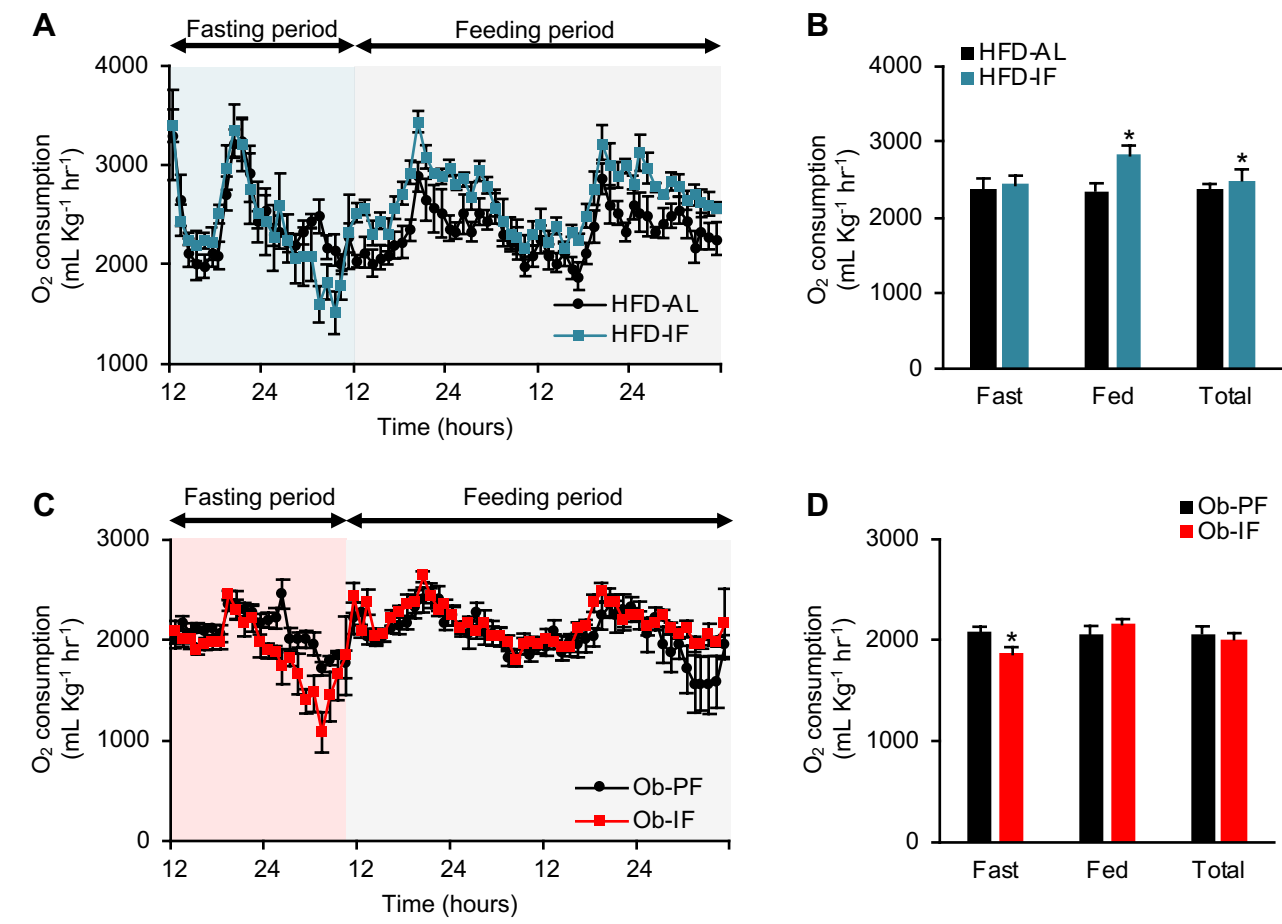 A
Fasting period
Feeding period
4000
3000
2000
1000
O₂ consumption
(mL Kg⁻¹ hr⁻¹)
HFD-AL
HFD-IF
12
24
12
24
12
24
Time (hours)
B
HFD-AL
HFD-IF
4000
3000
2000
1000
0
O₂ consumption
(mL Kg⁻¹ hr⁻¹)
*
*
Fast
Fed
Total
C
Fasting period
Feeding period
3000
2000
1000
0
O₂ consumption
(mL Kg⁻¹ hr⁻¹)
Ob-PF
Ob-IF
12
24
12
24
12
24
Time (hours)
D
Ob-PF
Ob-IF
3000
2000
1000
0
O₂ consumption
(mL Kg⁻¹ hr⁻¹)
*
Fast
Fed
Total